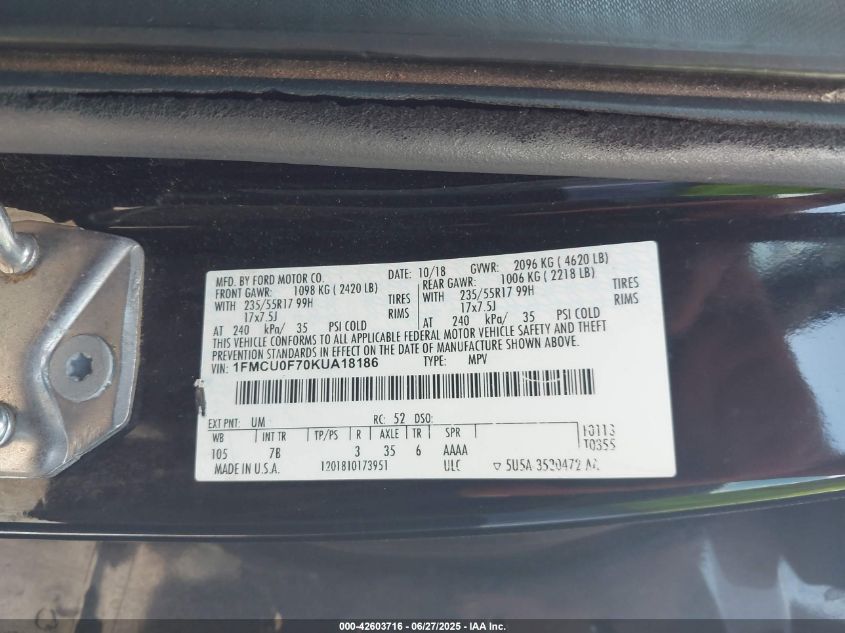 MFD. BY FORD MOTOR CO. DATE: 10/18 GVWR: 2096 KG ( 4620 LB)
FRONT GAWR: 1098 KG ( 2420 LB) REAR GAWR: 1006 KG ( 2218 LB)
WITH 235/55R17 99H TIRES WITH 235/55R17 99H TIRES
17x7.5J RIMS 17x7.5J RIMS
AT 240 kPa/ 35 PSI COLD AT 240 kPa/ 35 PSI COLD
THIS VEHICLE CONFORMS TO ALL APPLICABLE FEDERAL MOTOR VEHICLE SAFETY AND THEFT
PREVENTION STANDARDS IN EFFECT ON THE DATE OF MANUFACTURE SHOWN ABOVE.
VIN: 1FMCU0F70KUA18186 TYPE: MPV
EXT PNT: UM RC: 52 DSO:
WB INT TR TP/PS R AXLE TR SPR
105 7B 3 35 6 AAAA
MADE IN U.S.A. 1201810173951 ULC
T0355
5U5A 3520472
000-42603716 - 06/27/2025 - IAA Inc.